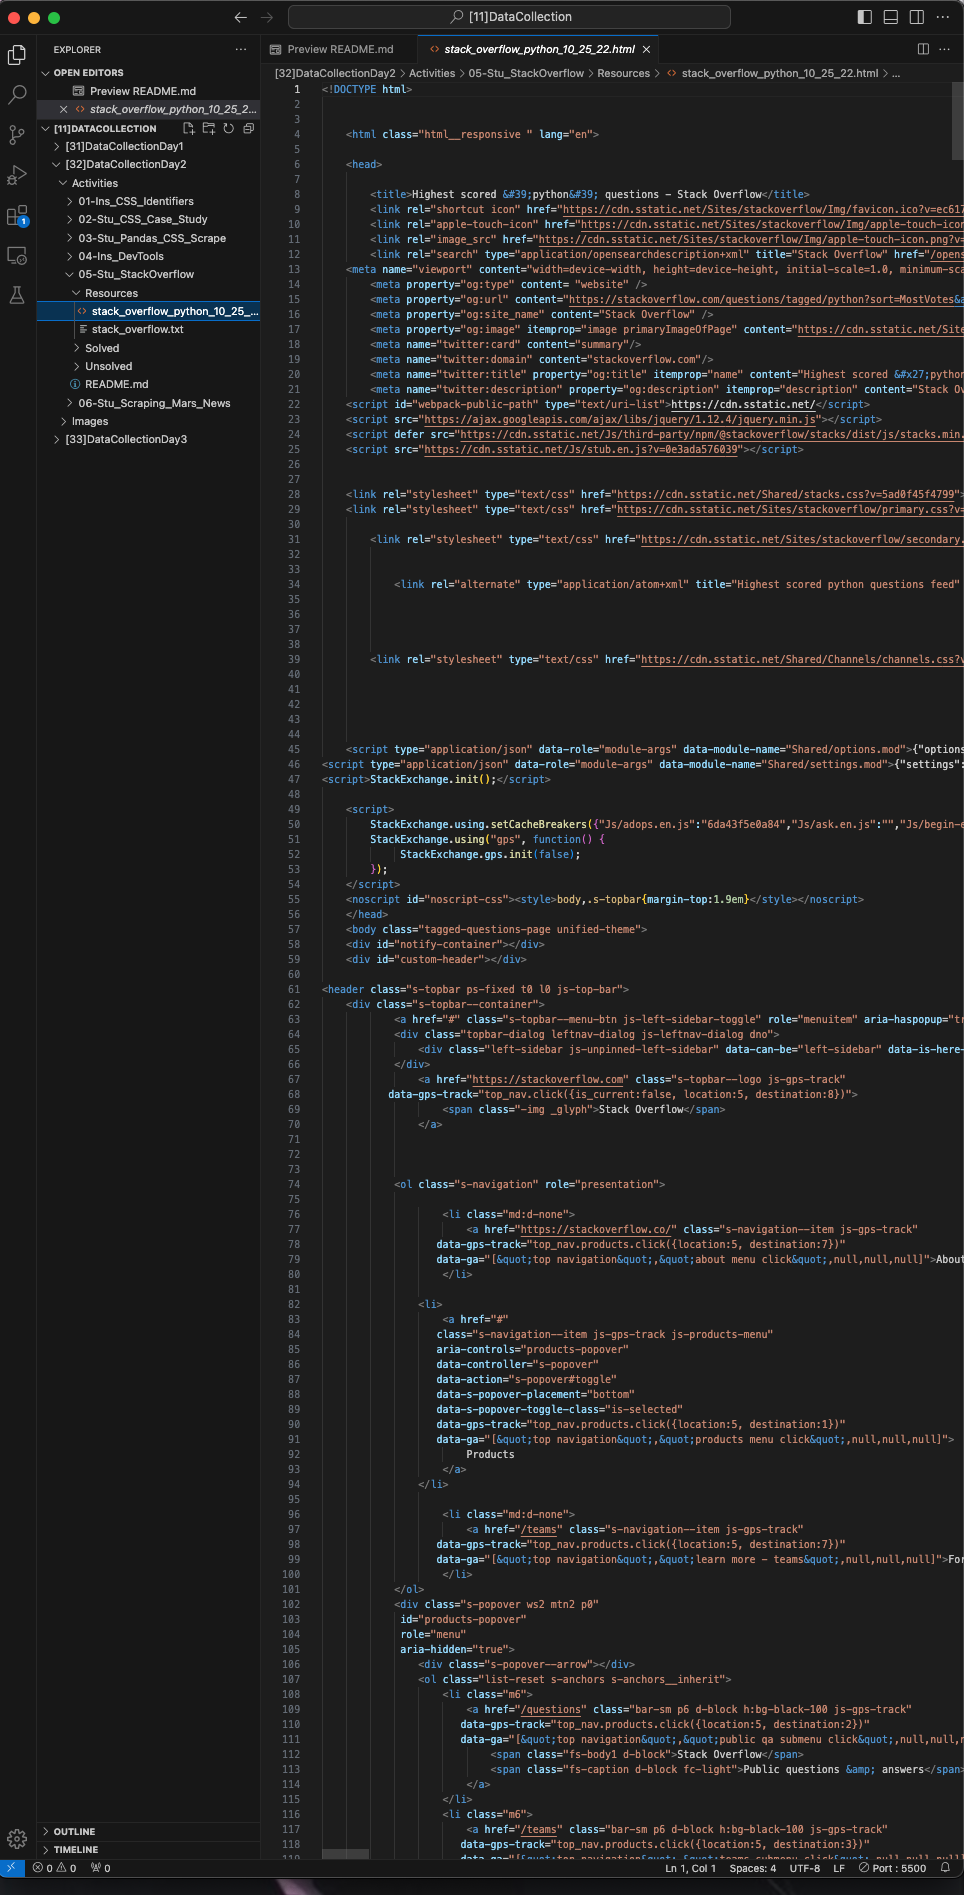 [11]DataCollection
EXPLORER
OPEN EDITORS
Preview README.md
stack_overflow_python_10_25_2...
[11]DATACOLLECTION
[31]DataCollectionDay1
[32]DataCollectionDay2
Activities
01-Ins_CSS_Identifiers
02-Stu_CSS_Case_Study
03-Stu_Pandas_CSS_Scrape
04-Ins_DevTools
05-Stu_StackOverflow
Resources
stack_overflow_python_10_25_...
stack_overflow.txt
Solved
Unsolved
README.md
06-Stu_Scraping_Mars_News
Images
[33]DataCollectionDay3
OUTLINE
TIMELINE
Preview README.md
stack_overflow_python_10_25_22.html
[32]DataCollectionDay2 > Activities > 05-Stu_StackOverflow > Resources > stack_overflow_python_10_25_22.html > ...
1 <!DOCTYPE html>
2
3
4 <html class="html__responsive " lang="en">
5
6 <head>
7
8 <title>Highest scored &#39;python&#39; questions - Stack Overflow</title>
9 <link rel="shortcut icon" href="https://cdn.sstatic.net/Sites/stackoverflow/Img/favicon.ico?v=ec617
10 <link rel="apple-touch-icon" href="https://cdn.sstatic.net/Sites/stackoverflow/Img/apple-touch-icon
11 <link rel="image_src" href="https://cdn.sstatic.net/Sites/stackoverflow/Img/apple-touch-icon.png?v=
12 <link rel="search" type="application/opensearchdescription+xml" title="Stack Overflow" href="/opens
13 <meta name="viewport" content="width=device-width, height=device-height, initial-scale=1.0, minimum-sca
14 <meta property="og:type" content= "website" />
15 <meta property="og:url" content="https://stackoverflow.com/questions/tagged/python?sort=MostVotes&a
16 <meta property="og:site_name" content="Stack Overflow" />
17 <meta property="og:image" itemprop="image primaryImageOfPage" content="https://cdn.sstatic.net/Site
18 <meta name="twitter:card" content="summary"/>
19 <meta name="twitter:domain" content="stackoverflow.com"/>
20 <meta name="twitter:title" property="og:title" itemprop="name" content="Highest scored &#x27;python
21 <meta name="twitter:description" property="og:description" itemprop="description" content="Stack Ov
22 <script id="webpack-public-path" type="text/uri-list">https://cdn.sstatic.net/</script>
23 <script src="https://ajax.googleapis.com/ajax/libs/jquery/1.12.4/jquery.min.js"></script>
24 <script defer src="https://cdn.sstatic.net/Js/third-party/npm/@stackoverflow/stacks/dist/js/stacks.min.
25 <script src="https://cdn.sstatic.net/Js/stub.en.js?v=0e3ada576039"></script>
26
27
28 <link rel="stylesheet" type="text/css" href="https://cdn.sstatic.net/Shared/stacks.css?v=5ad0f45f4799">
29 <link rel="stylesheet" type="text/css" href="https://cdn.sstatic.net/Sites/stackoverflow/primary.css?v=
30
31 <link rel="stylesheet" type="text/css" href="https://cdn.sstatic.net/Sites/stackoverflow/secondary.
32
33
34 <link rel="alternate" type="application/atom+xml" title="Highest scored python questions feed"
35
36
37
38
39 <link rel="stylesheet" type="text/css" href="https://cdn.sstatic.net/Shared/Channels/channels.css?v
40
41
42
43
44
45 <script type="application/json" data-role="module-args" data-module-name="Shared/options.mod">{"options
46 <script type="application/json" data-role="module-args" data-module-name="Shared/settings.mod">{"settings":
47 <script>StackExchange.init();</script>
48
49 <script>
50 StackExchange.using.setCacheBreakers({"Js/adops.en.js":"6da43f5e0a84","Js/ask.en.js":"","Js/begin-e
51 StackExchange.using("gps", function() {
52 StackExchange.gps.init(false);
53 });
54 </script>
55 <noscript id="noscript-css"><style>body,.s-topbar{margin-top:1.9em}</style></noscript>
56 </head>
57 <body class="tagged-questions-page unified-theme">
58 <div id="notify-container"></div>
59 <div id="custom-header"></div>
60
61 <header class="s-topbar ps-fixed t0 l0 js-top-bar">
62 <div class="s-topbar--container">
63 <a href="#" class="s-topbar--menu-btn js-left-sidebar-toggle" role="menuitem" aria-haspopup="tr
64 <div class="topbar-dialog leftnav-dialog js-leftnav-dialog dno">
65 <div class="left-sidebar js-unpinned-left-sidebar" data-can-be="left-sidebar" data-is-here-
66 </div>
67 <a href="https://stackoverflow.com" class="s-topbar--logo js-gps-track"
68 data-gps-track="top_nav.click({is_current:false, location:5, destination:8})">
69 <span class="-img _glyph">Stack Overflow</span>
70 </a>
71
72
73
74 <ol class="s-navigation" role="presentation">
75
76 <li class="md:d-none">
77 <a href="https://stackoverflow.co/" class="s-navigation--item js-gps-track"
78 data-gps-track="top_nav.products.click({location:5, destination:7})"
79 data-ga="[&quot;top navigation&quot;,&quot;about menu click&quot;,null,null,null]">About
80 </li>
81
82 <li>
83 <a href="#"
84 class="s-navigation--item js-gps-track js-products-menu"
85 aria-controls="products-popover"
86 data-controller="s-popover"
87 data-action="s-popover#toggle"
88 data-s-popover-placement="bottom"
89 data-s-popover-toggle-class="is-selected"
90 data-gps-track="top_nav.products.click({location:5, destination:1})"
91 data-ga="[&quot;top navigation&quot;,&quot;products menu click&quot;,null,null,null]">
92 Products
93 </a>
94 </li>
95
96 <li class="md:d-none">
97 <a href="/teams" class="s-navigation--item js-gps-track"
98 data-gps-track="top_nav.products.click({location:5, destination:7})"
99 data-ga="[&quot;top navigation&quot;,&quot;learn more - teams&quot;,null,null,null]">For
100 </li>
101 </ol>
102 <div class="s-popover ws2 mtn2 p0"
103 id="products-popover"
104 role="menu"
105 aria-hidden="true">
106 <div class="s-popover--arrow"></div>
107 <ol class="list-reset s-anchors s-anchors__inherit">
108 <li class="m6">
109 <a href="/questions" class="bar-sm p6 d-block h:bg-black-100 js-gps-track"
110 data-gps-track="top_nav.products.click({location:5, destination:2})"
111 data-ga="[&quot;top navigation&quot;,&quot;public qa submenu click&quot;,null,null,n
112 <span class="fs-body1 d-block">Stack Overflow</span>
113 <span class="fs-caption d-block fc-light">Public questions &amp; answers</span>
114 </a>
115 </li>
116 <li class="m6">
117 <a href="/teams" class="bar-sm p6 d-block h:bg-black-100 js-gps-track"
118 data-gps-track="top_nav.products.click({location:5, destination:3})"
119 data-ga="[&quot;top navigation&quot;,&quot;teams submenu click&quot;,null,null,null]
0 0 0
Ln 1, Col 1 Spaces: 4 UTF-8 LF Port : 5500